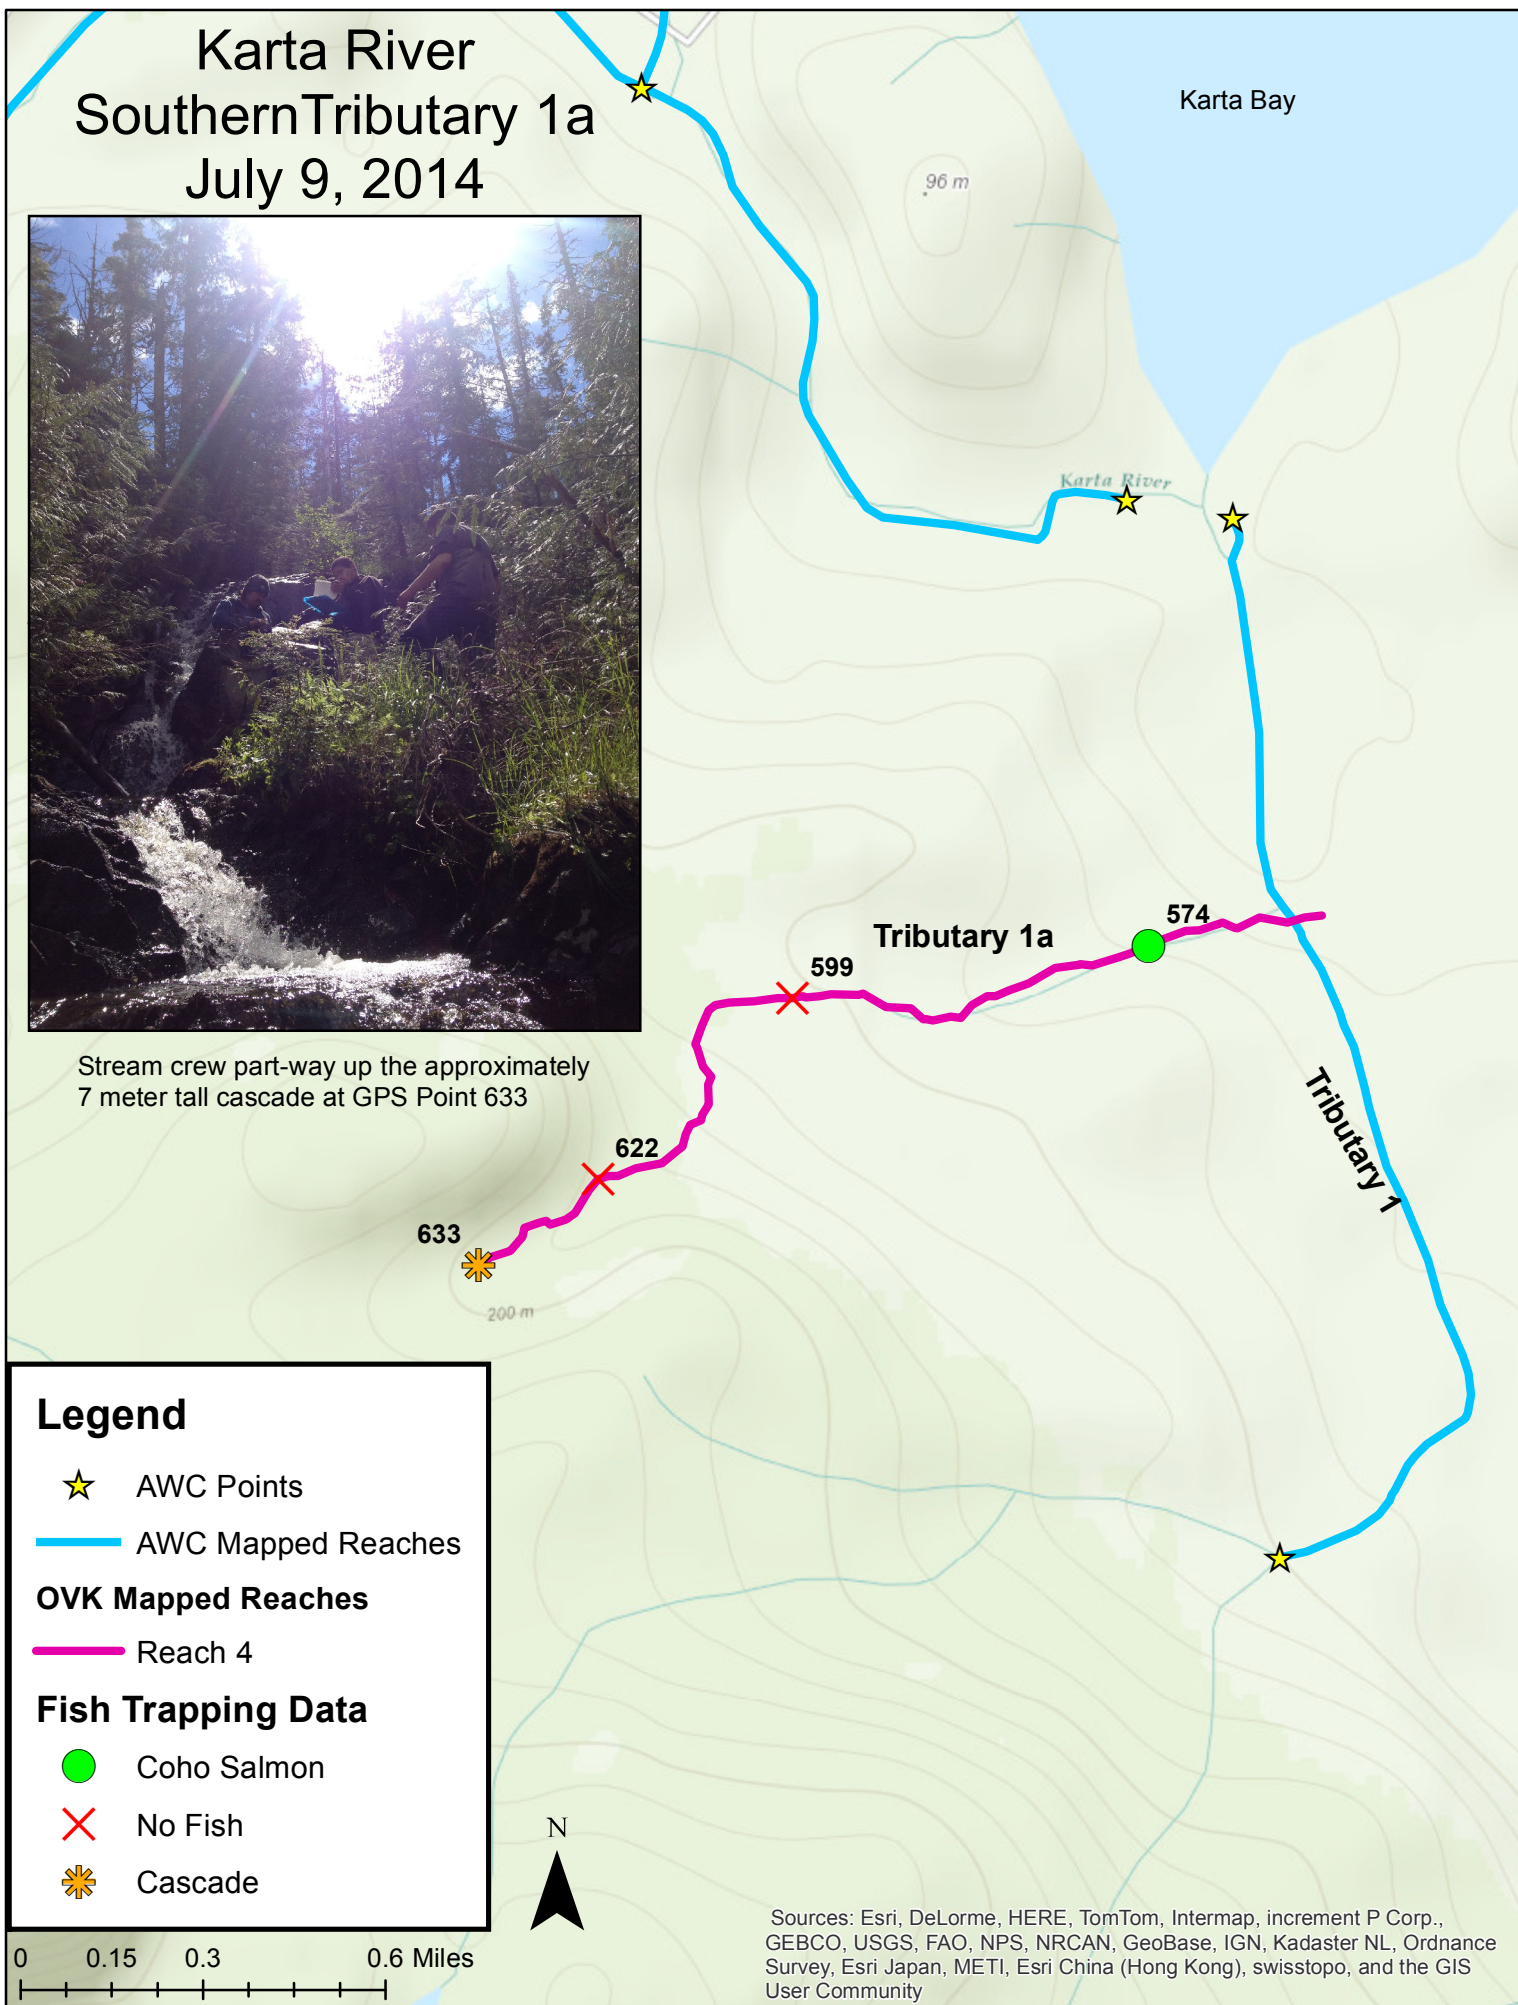 Karta River
SouthernTributary 1a
July 9, 2014
Karta Bay
96 m
Karta River
574
Tributary 1a
599
Stream crew part-way up the approximately
7 meter tall cascade at GPS Point 633
Tributary 1
622
633
200 m
Legend
AWC Points
AWC Mapped Reaches
OVK Mapped Reaches
Reach 4
Fish Trapping Data
Coho Salmon
No Fish
Cascade
N
0 0.15 0.3 0.6 Miles
Sources: Esri, DeLorme, HERE, TomTom, Intermap, increment P Corp.,
GEBCO, USGS, FAO, NPS, NRCAN, GeoBase, IGN, Kadaster NL, Ordnance
Survey, Esri Japan, METI, Esri China (Hong Kong), swisstopo, and the GIS
User Community